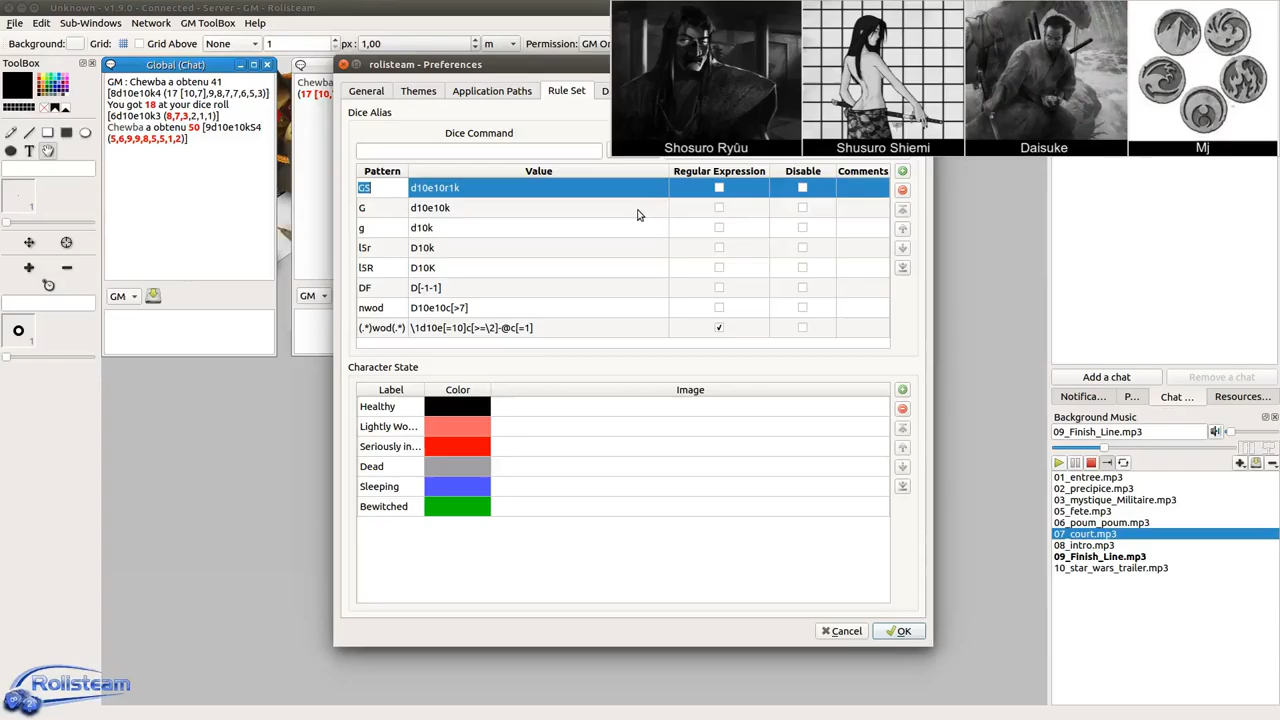 Unknown - v1.9.0 - Connected - Server - GM - Rolisteam
File Edit Sub-Windows Network GM ToolBox Help
Background: Grid: Grid Above None 1 px : 1,00 m Permission: GM On
ToolBox
Global (Chat)
GM : Chewba a obtenu 41
[8d10e10k4 (17 [10,7],9,8,7,7,6,5,3)]
You got 18 at your dice roll
[6d10e10k3 (8,7,3,2,1,1)]
Chewba a obtenu 50 [9d10e10k54
(5,6,9,9,8,5,5,1,2)]
Chewba
(17 [10,
GM
GM
rolisteam - Preferences
General Themes Application Paths Rule Set D
Dice Alias
Dice Command
Pattern Value Regular Expression Disable Comments
GS d10e10r1k
G d10e10k
g d10k
l5r D10k
l5R D10K
DF D[-1-1]
nwod D10e10c[>7]
(.*)wod(.*) \1d10e[=10]c[>=\2]-@c[=1]
Character State
Label Color Image
Healthy
Lightly Wo...
Seriously in...
Dead
Sleeping
Bewitched
Cancel OK
Shosuro Ryûu
Shusuro Shiemi
Daisuke
Mj
Add a chat Remove a chat
Notifica... P... Chat ... Resources...
Background Music
09_Finish_Line.mp3
01_entree.mp3
02_precipice.mp3
03_mystique_Militaire.mp3
05_fete.mp3
06_poum_poum.mp3
07_court.mp3
08_intro.mp3
09_Finish_Line.mp3
10_star_wars_trailer.mp3
1
1
Rolisteam